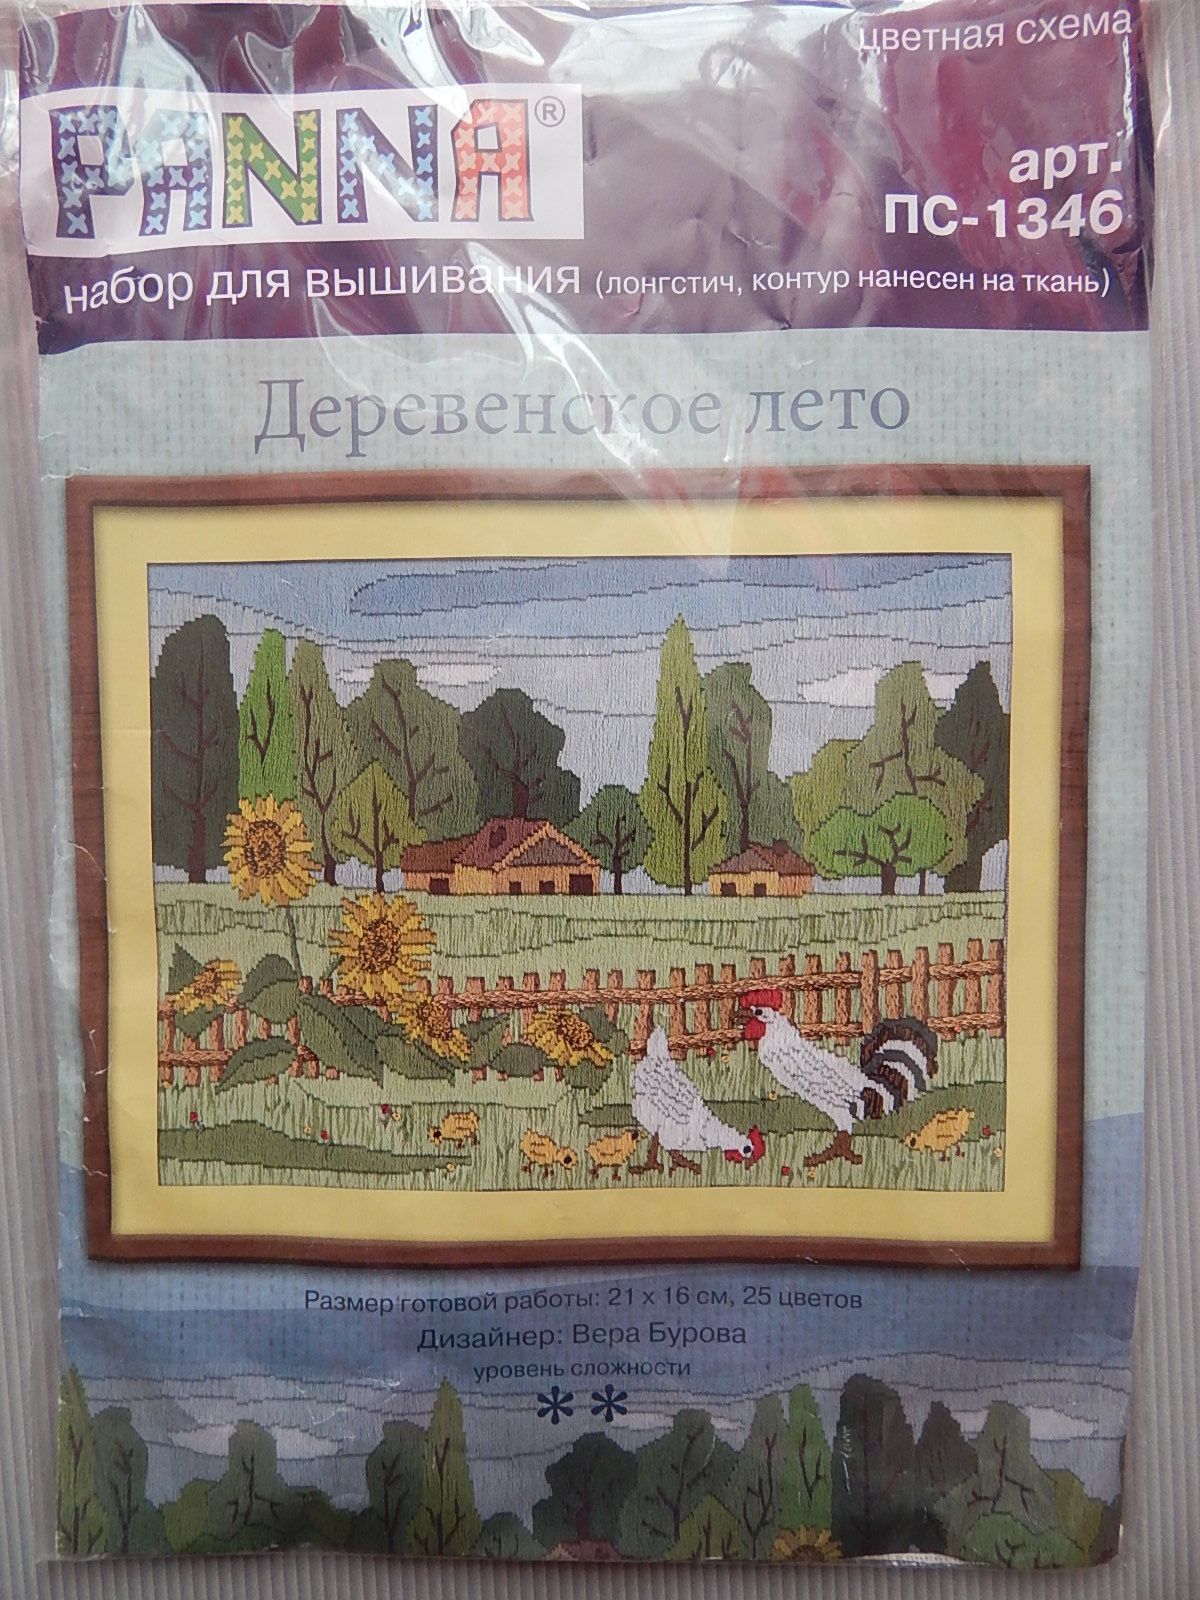 цветная схема
PANNA®
арт.
ПС-1346
набор для вышивания (лонгстич, контур нанесен на ткань)
Деревенское лето
Размер готовой работы: 21 x 16 см, 25 цветов
Дизайнер: Вера Бурова
уровень сложности
**